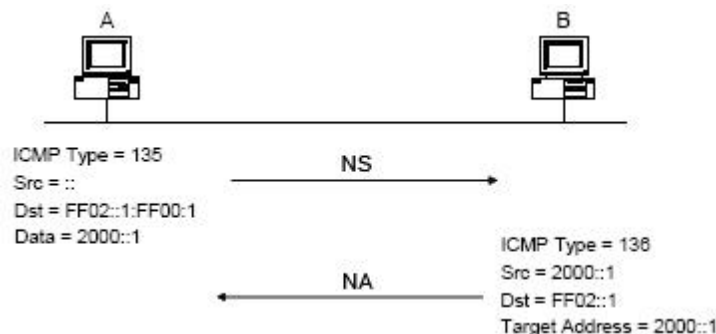 A
B
ICMP Type = 135
Src = ::
Dst = FF02::1:FF00:1
Data = 2000::1
NS
NA
ICMP Type = 136
Src = 2000::1
Dst = FF02::1
Target Address = 2000::1